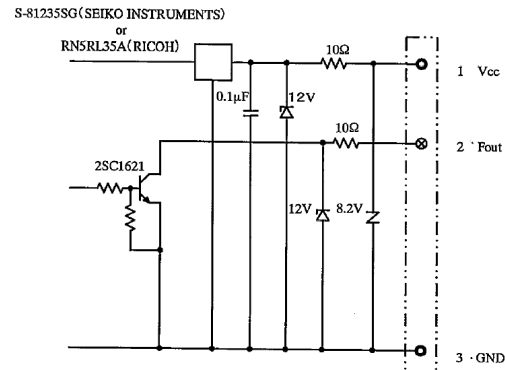 S-81235SG(SEIKO INSTRUMENTS)
or
RN5RL35A(RICOH)
10Ω
1 Vcc
0.1μF
12V
10Ω
2 Fout
2SC1621
12V
8.2V
3 GND